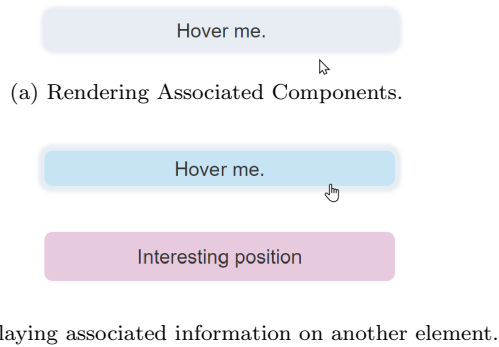 Hover me.
(a) Rendering Associated Components.
Hover me.
Interesting position
laying associated information on another element.